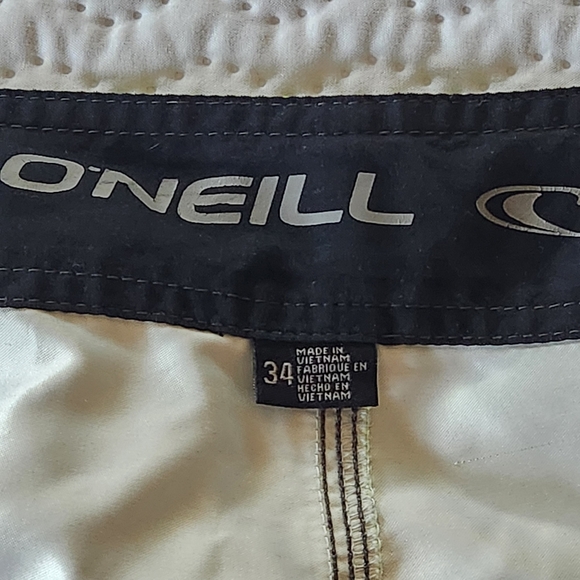 O'NEILL
34
MADE IN
VIETNAM
FABRIQUE EN
VIETNAM
HECHO EN
VIETNAM